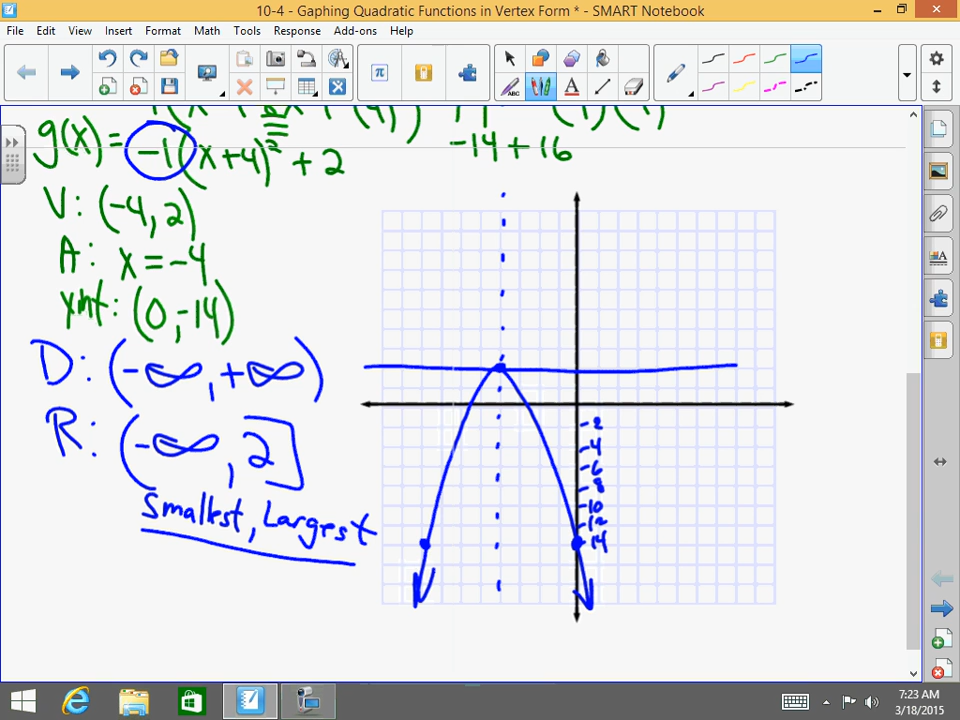 10-4 - Gaphing Quadratic Functions in Vertex Form * - SMART Notebook
File Edit View Insert Format Math Tools Response Add-ons Help
g(x) = -1(x+4)² + 2
-14 + 16
V: (-4, 2)
A: x = -4
yint: (0, -14)
D: (-∞, +∞)
R: (-∞, 2]
Smallest, Largest
-2
-4
-6
-8
-10
-12
-14
7:23 AM
3/18/2015